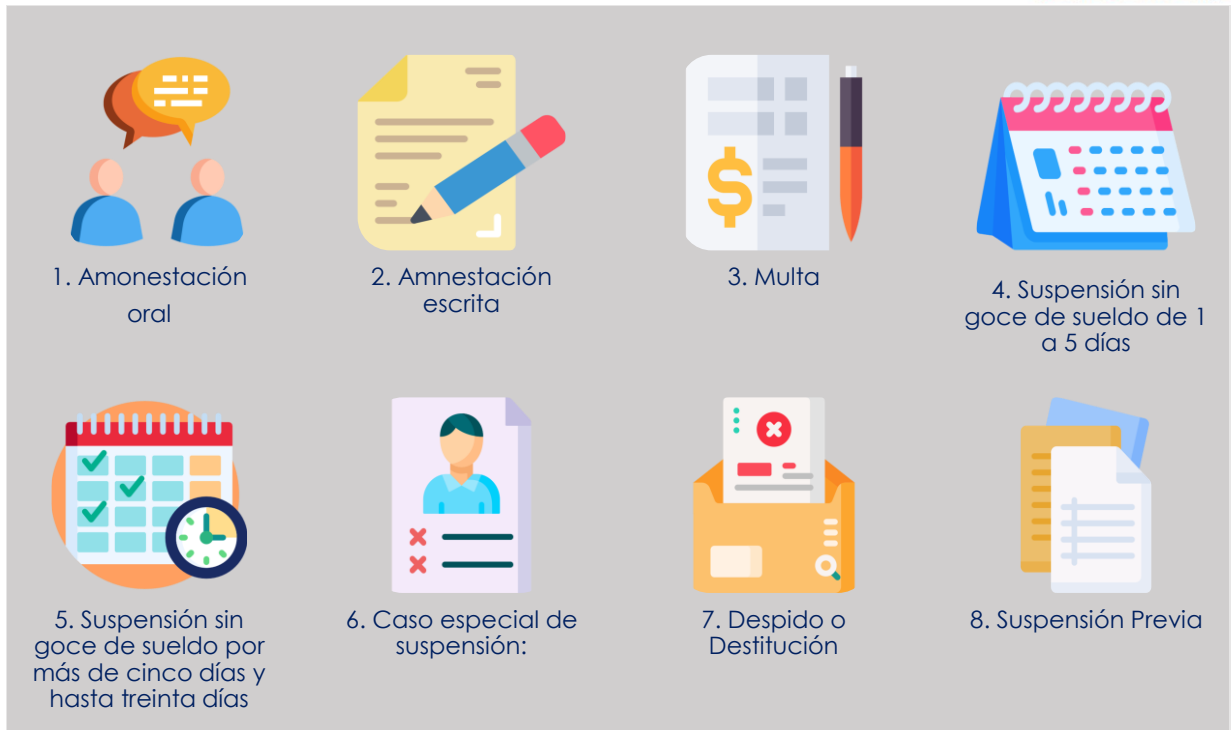 1. Amonestación
oral
2. Amnestación
escrita
3. Multa
4. Suspensión sin
goce de sueldo de 1
a 5 días
5. Suspensión sin
goce de sueldo por
más de cinco días y
hasta treinta días
6. Caso especial de
suspensión:
7. Despido o
Destitución
8. Suspensión Previa